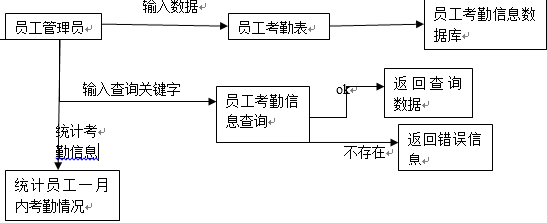 输入数据
员工管理员
员工考勤表
员工考勤信息数
据库
输入查询关键字
员工考勤信
息查询
ok
返回查询
数据
统计考
勤信息
不存在
返回错误信
息
统计员工一月
内考勤情况